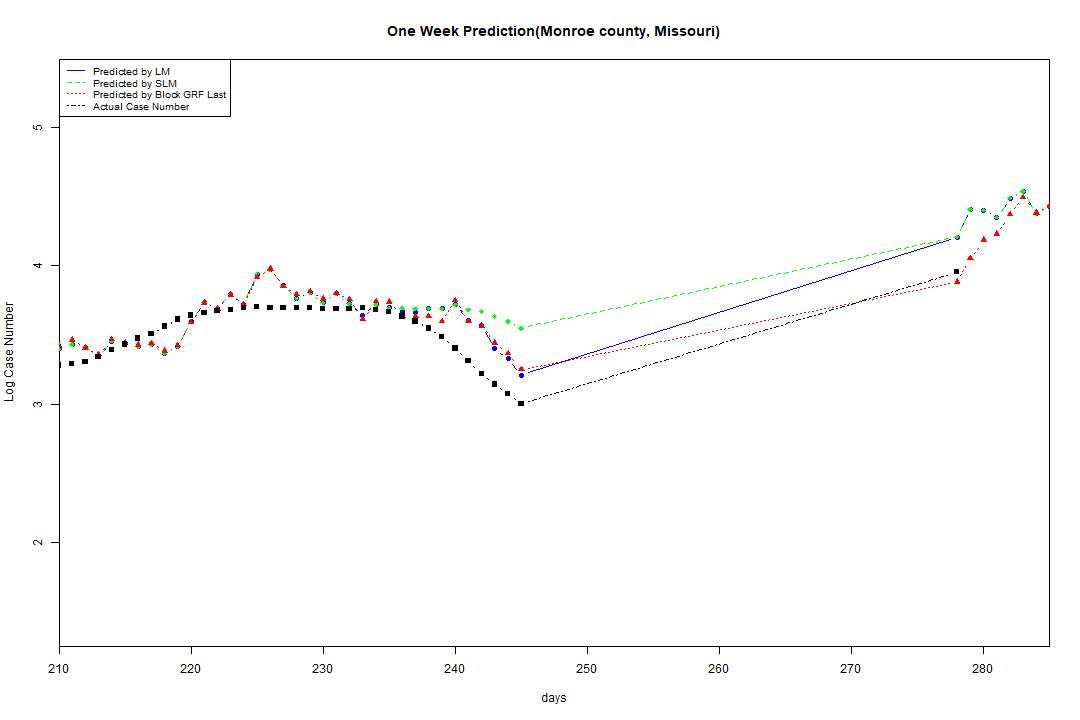 One Week Prediction(Monroe county, Missouri)
Predicted by LM
Predicted by SLM
Predicted by Block GRF Last
Actual Case Number
5
4
3
2
Log Case Number
210 220 230 240 250 260 270 280
days